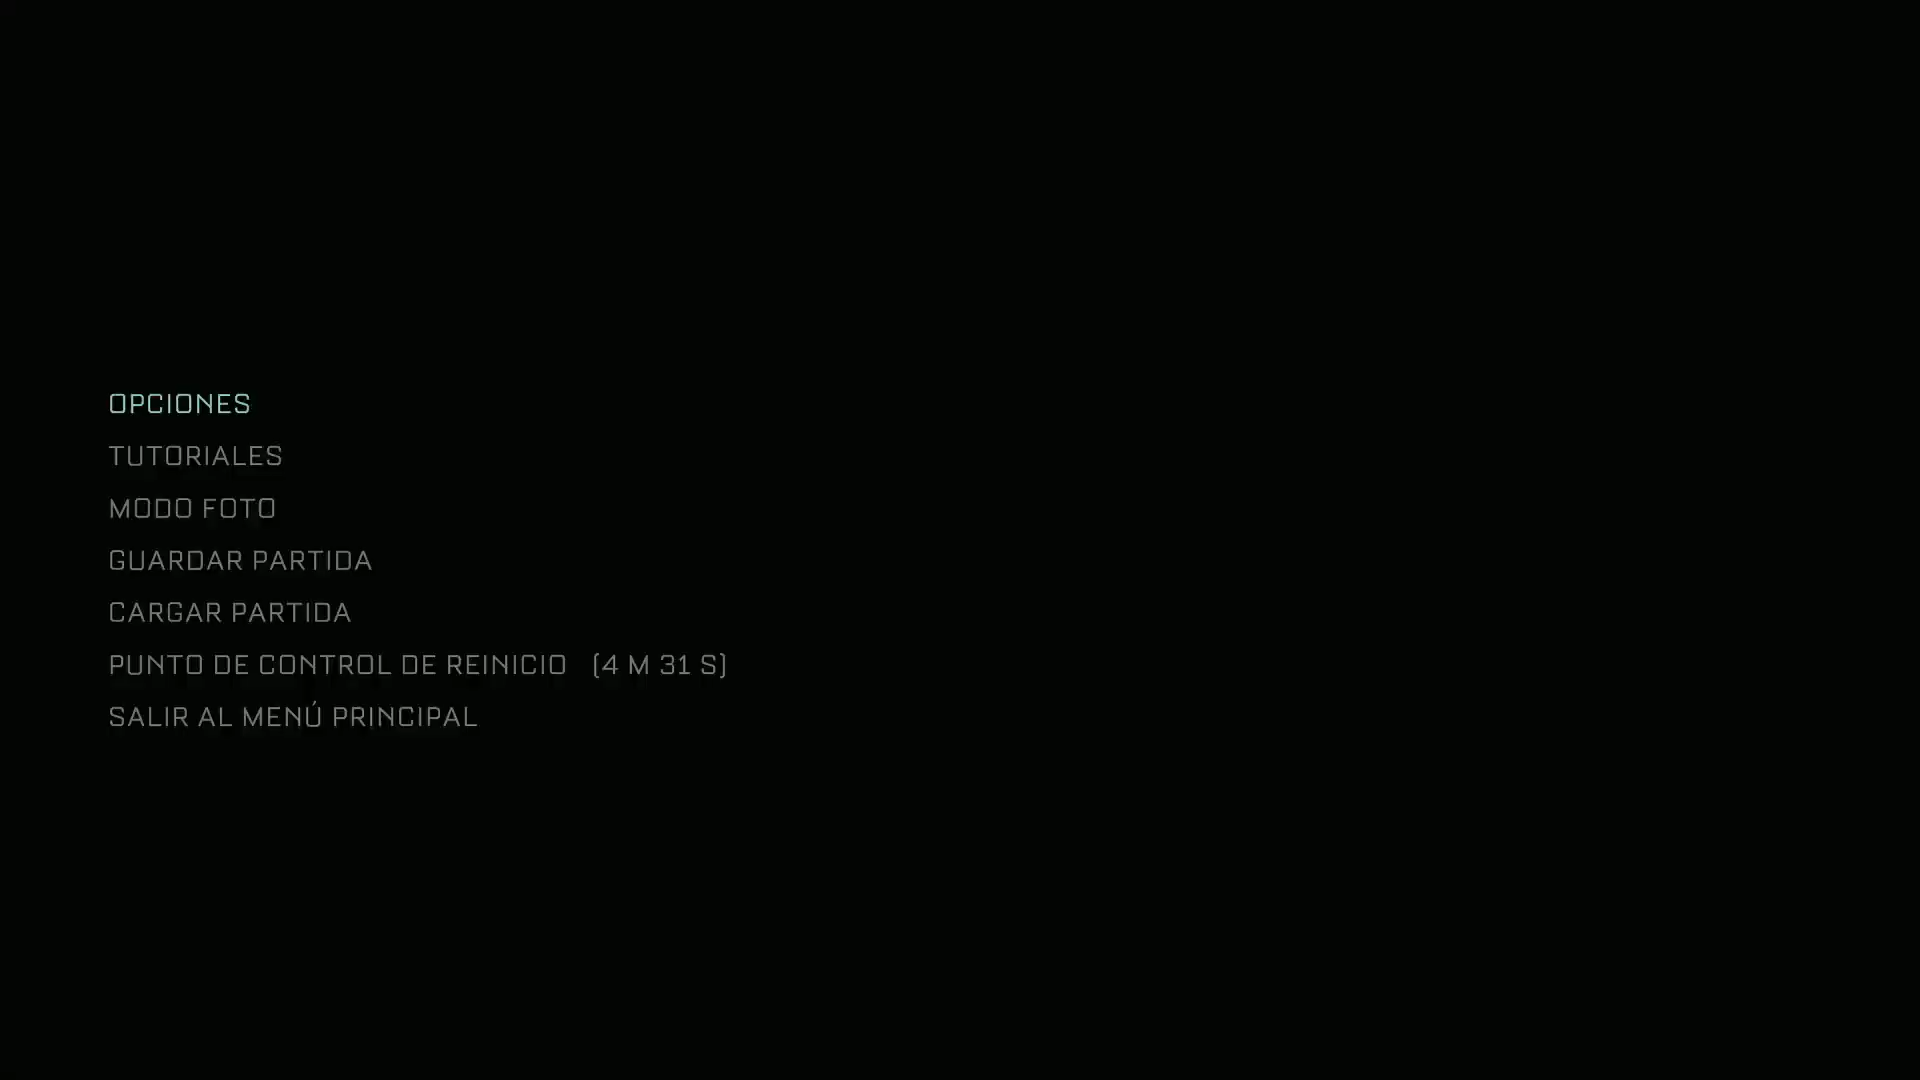 OPCIONES
TUTORIALES
MODO FOTO
GUARDAR PARTIDA
CARGAR PARTIDA
PUNTO DE CONTROL DE REINICIO (4 M 31 S)
SALIR AL MENÚ PRINCIPAL